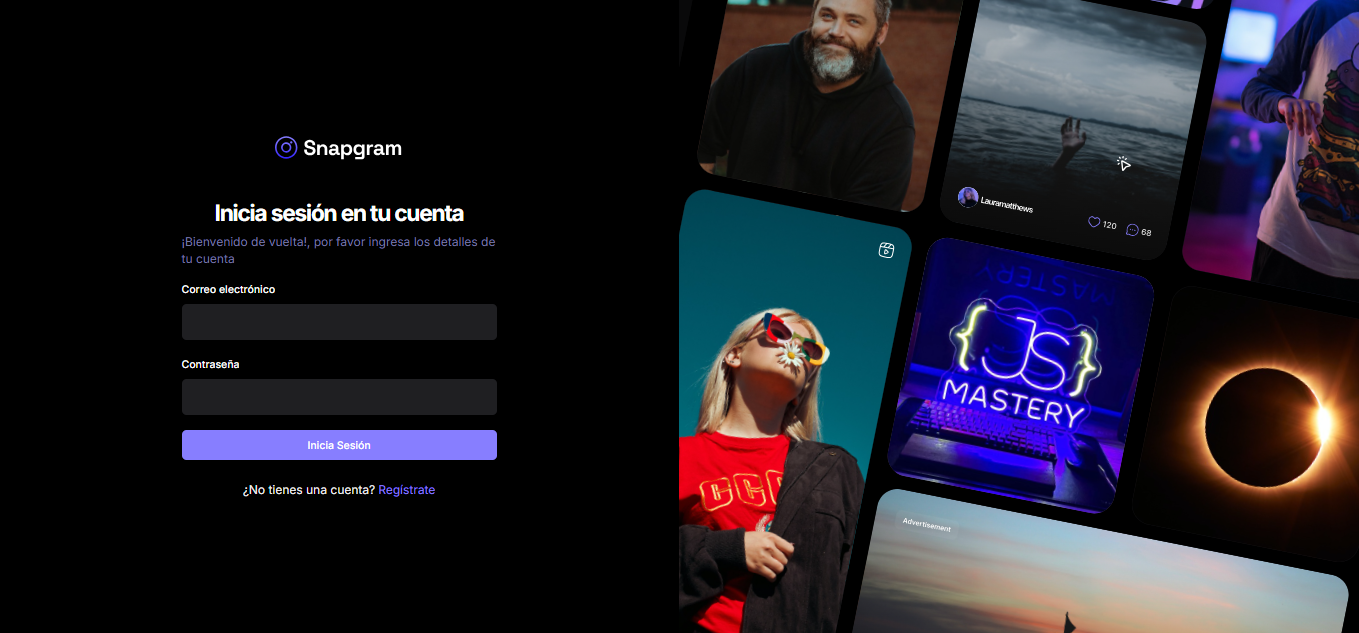 Snapgram
Inicia sesión en tu cuenta
¡Bienvenido de vuelta!, por favor ingresa los detalles de
tu cuenta
Correo electrónico
Contraseña
Inicia Sesión
¿No tienes una cuenta? Regístrate
Lauramatthews
120
68
{JS}
MASTERY
Advertisement